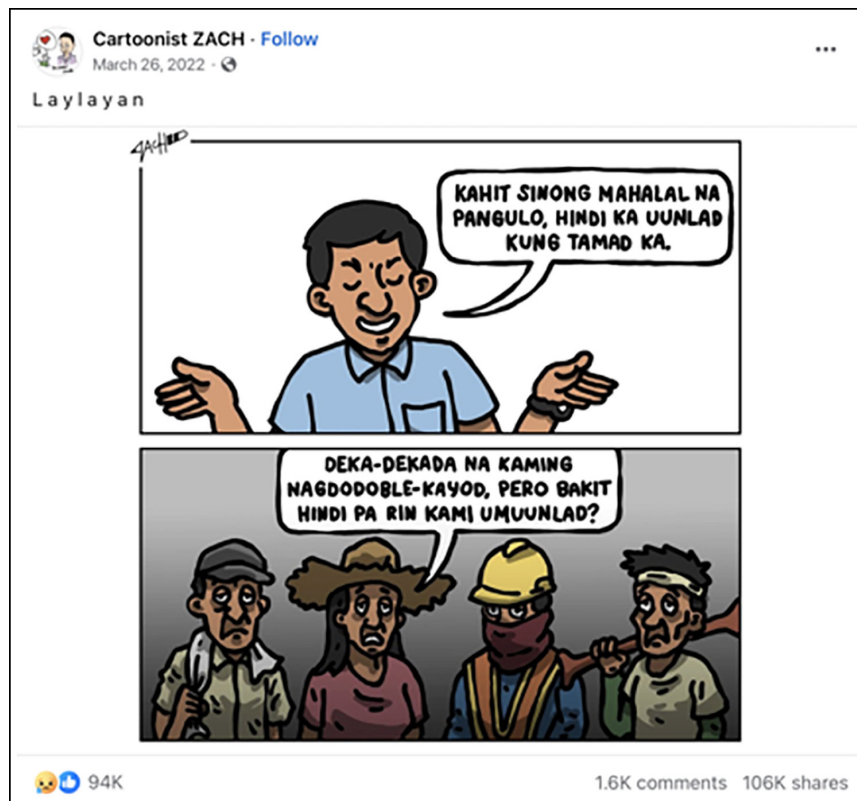 Cartoonist ZACH · Follow
March 26, 2022 ·
Laylayan
ZACH
KAHIT SINONG MAHALAL NA
PANGULO, HINDI KA UUNLAD
KUNG TAMAD KA.
DEKA-DEKADA NA KAMING
NAGDODOBLE-KAYOD, PERO BAKIT
HINDI PA RIN KAMI UMUUNLAD?
94K
1.6K comments 106K shares